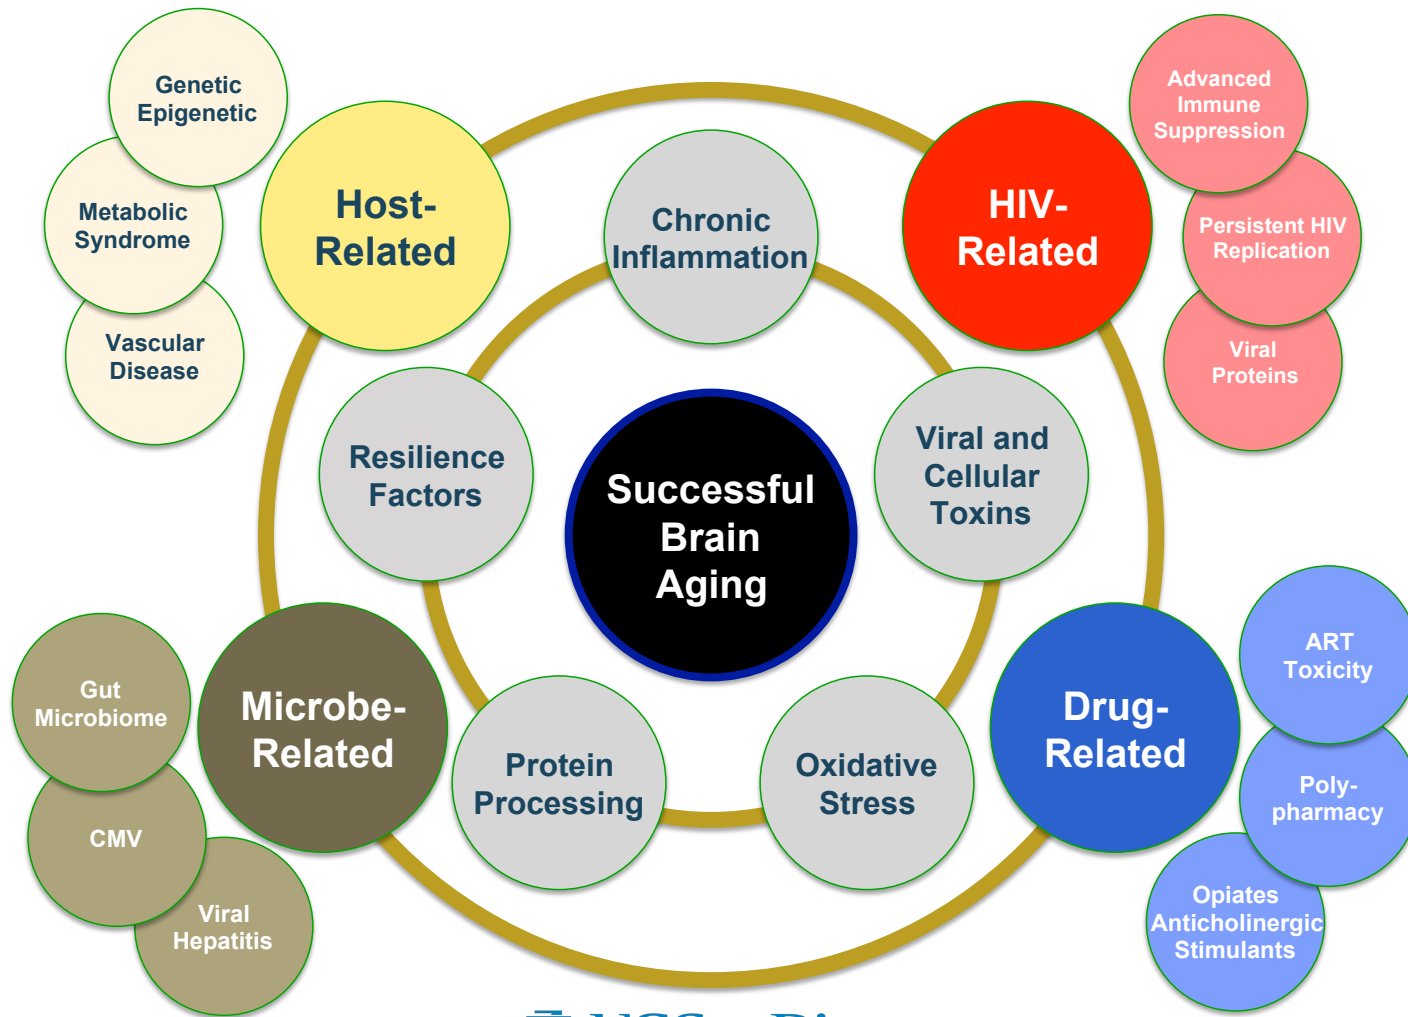 Genetic
Epigenetic
Metabolic
Syndrome
Vascular
Disease
Host-
Related
Chronic
Inflammation
HIV-
Related
Advanced
Immune
Suppression
Persistent HIV
Replication
Viral
Proteins
Resilience
Factors
Successful
Brain
Aging
Viral and
Cellular
Toxins
Gut
Microbiome
CMV
Viral
Hepatitis
Microbe-
Related
Protein
Processing
Oxidative
Stress
Drug-
Related
ART
Toxicity
Poly-
pharmacy
Opiates
Anticholinergic
Stimulants